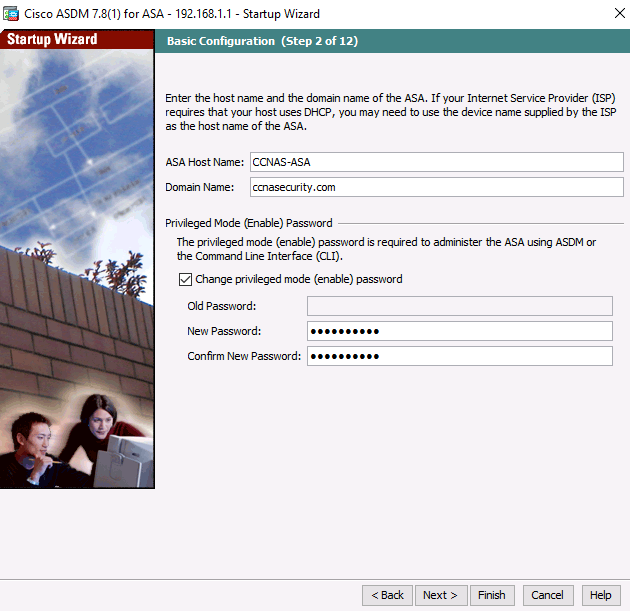 Cisco ASDM 7.8(1) for ASA - 192.168.1.1 - Startup Wizard
Startup Wizard
Basic Configuration (Step 2 of 12)
Enter the host name and the domain name of the ASA. If your Internet Service Provider (ISP)
requires that your host uses DHCP, you may need to use the device name supplied by the ISP
as the host name of the ASA.
ASA Host Name: CCNAS-ASA
Domain Name: ccnasecurity.com
Privileged Mode (Enable) Password
The privileged mode (enable) password is required to administer the ASA using ASDM or
the Command Line Interface (CLI).
Change privileged mode (enable) password
Old Password:
New Password: ●●●●●●●●●●
Confirm New Password: ●●●●●●●●●●
< Back Next > Finish Cancel Help